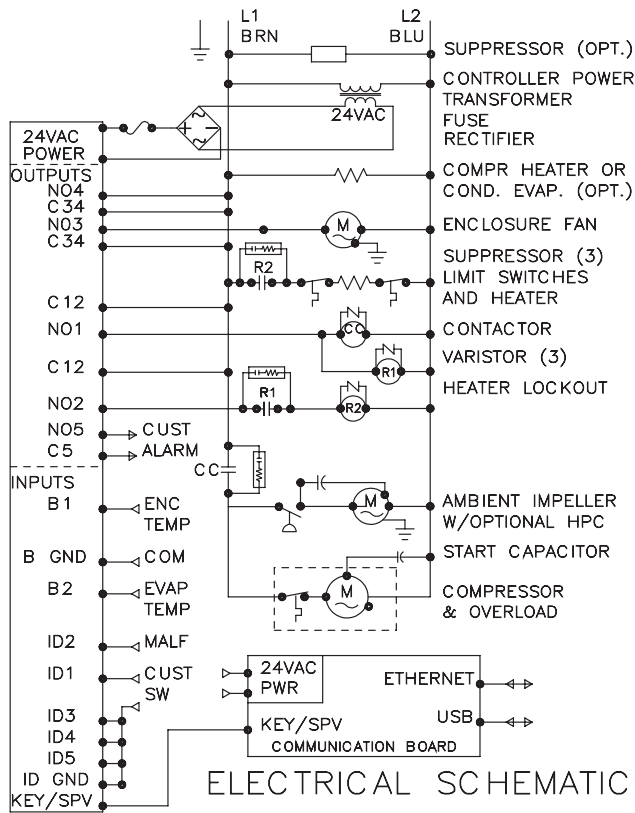 L1
BRN
L2
BLU
SUPPRESSOR (OPT.)
CONTROLLER POWER
TRANSFORMER
FUSE
RECTIFIER
24VAC
24VAC
POWER
OUTPUTS
NO4
C34
NO3
C34
C12
NO1
C12
NO2
NO5
C5
CUST
ALARM
COMPR HEATER OR
COND. EVAP. (OPT.)
M
ENCLOSURE FAN
R2
SUPPRESSOR (3)
LIMIT SWITCHES
AND HEATER
CC
CONTACTOR
R1
VARISTOR (3)
R1
R2
HEATER LOCKOUT
CC
INPUTS
B1
ENC
TEMP
B GND
COM
B2
EVAP
TEMP
ID2
MALF
ID1
CUST
SW
ID3
ID4
ID5
ID GND
KEY/SPV
M
AMBIENT IMPELLER
W/OPTIONAL HPC
START CAPACITOR
M
COMPRESSOR
& OVERLOAD
24VAC
PWR
ETHERNET
USB
KEY/SPV
COMMUNICATION BOARD
ELECTRICAL SCHEMATIC